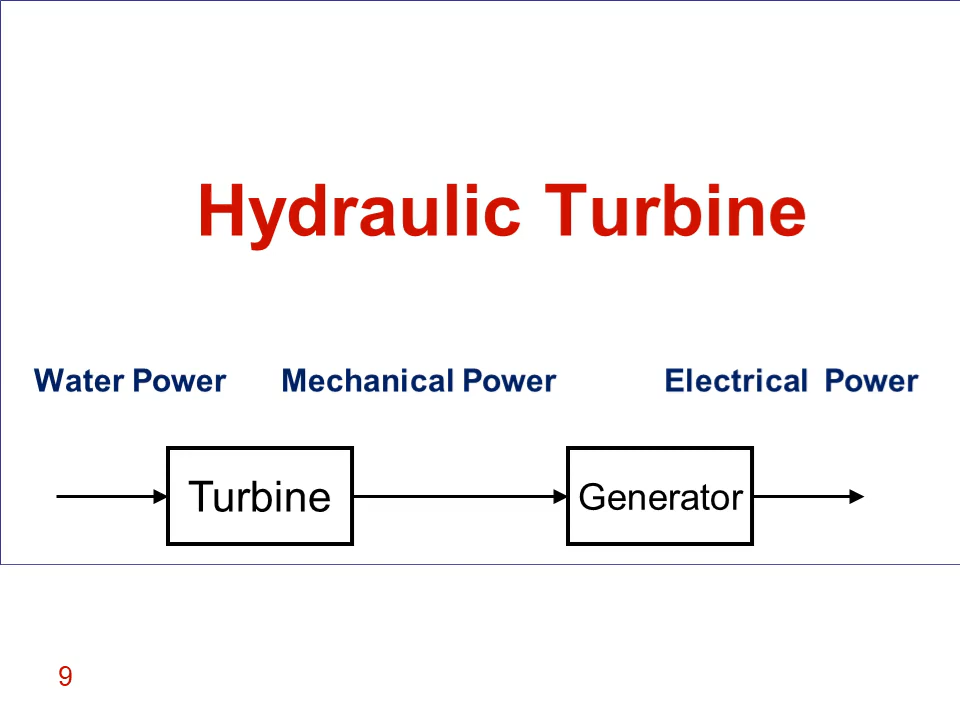 Hydraulic Turbine
Water Power Mechanical Power Electrical Power
Turbine Generator
9